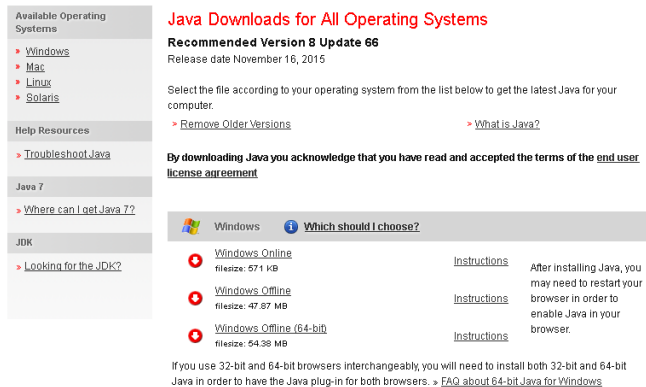 Available Operating
Systems
» Windows
» Mac
» Linux
» Solaris
Help Resources
» Troubleshoot Java
Java 7
» Where can I get Java 7?
JDK
» Looking for the JDK?
Java Downloads for All Operating Systems
Recommended Version 8 Update 66
Release date November 16, 2015
Select the file according to your operating system from the list below to get the latest Java for your
computer.
» Remove Older Versions
» What is Java?
By downloading Java you acknowledge that you have read and accepted the terms of the end user
license agreement
Windows i Which should I choose?
Windows Online
filesize: 571 KB
Instructions
Windows Offline
filesize: 47.87 MB
Instructions
Windows Offline (64-bit)
filesize: 54.38 MB
Instructions
After installing Java, you
may need to restart your
browser in order to
enable Java in your
browser.
If you use 32-bit and 64-bit browsers interchangeably, you will need to install both 32-bit and 64-bit
Java in order to have the Java plug-in for both browsers. » FAQ about 64-bit Java for Windows